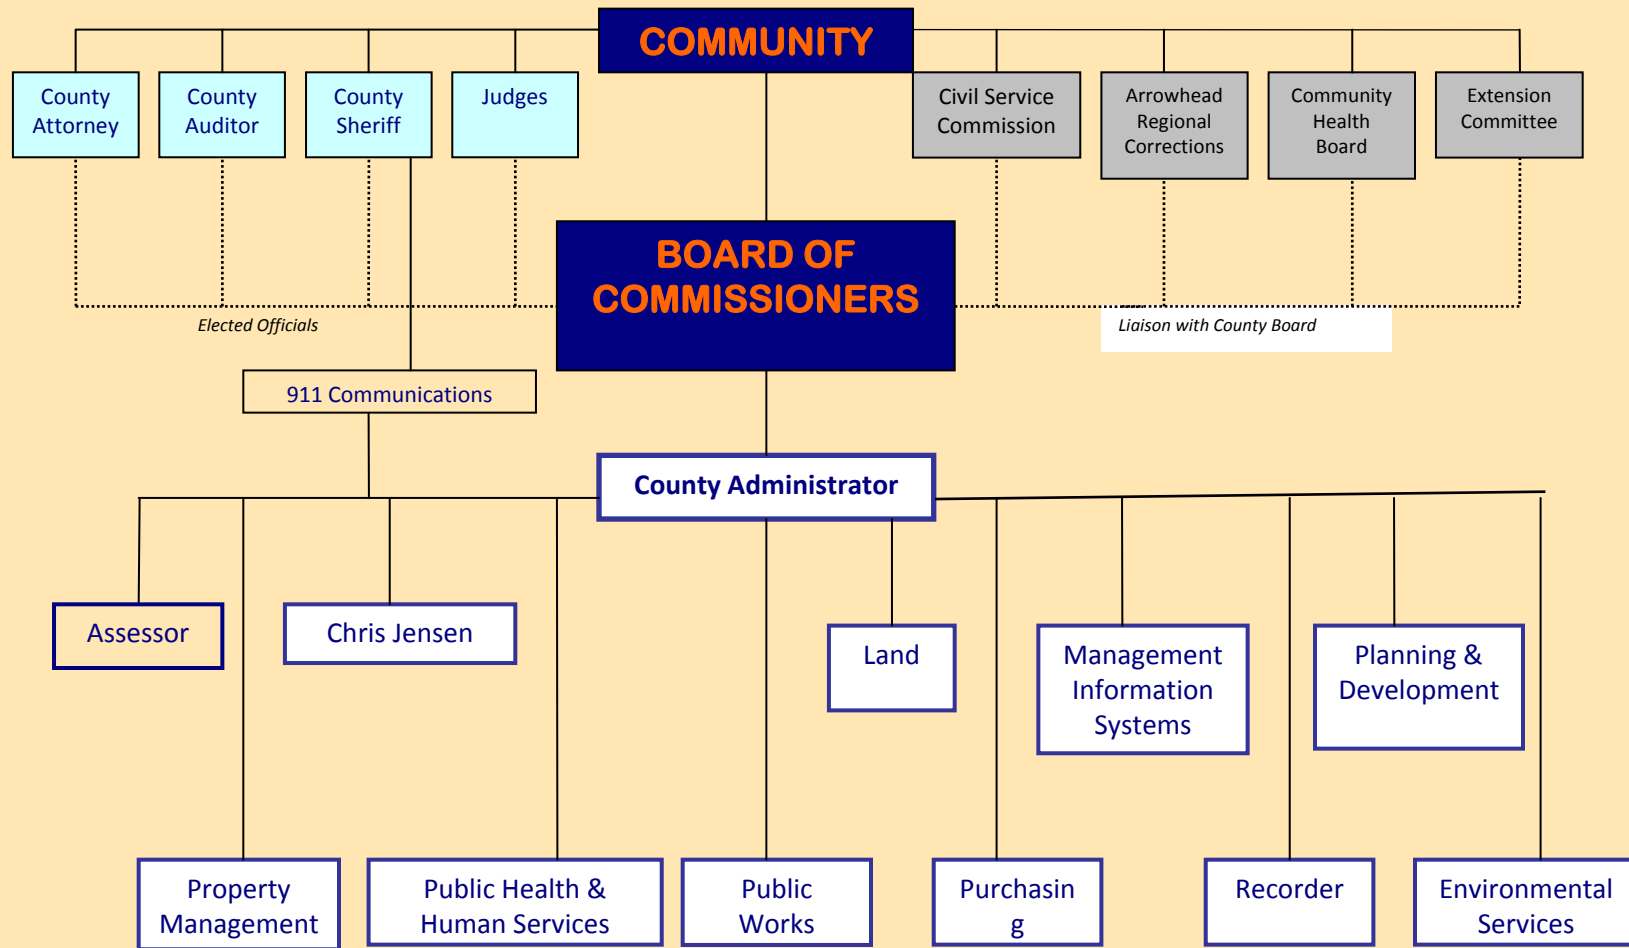 COMMUNITY
County
Attorney
County
Auditor
County
Sheriff
Judges
Civil Service
Commission
Arrowhead
Regional
Corrections
Community
Health
Board
Extension
Committee
BOARD OF
COMMISSIONERS
Elected Officials
Liaison with County Board
911 Communications
County Administrator
Assessor
Chris Jensen
Land
Management
Information
Systems
Planning &
Development
Property
Management
Public Health &
Human Services
Public
Works
Purchasin
g
Recorder
Environmental
Services